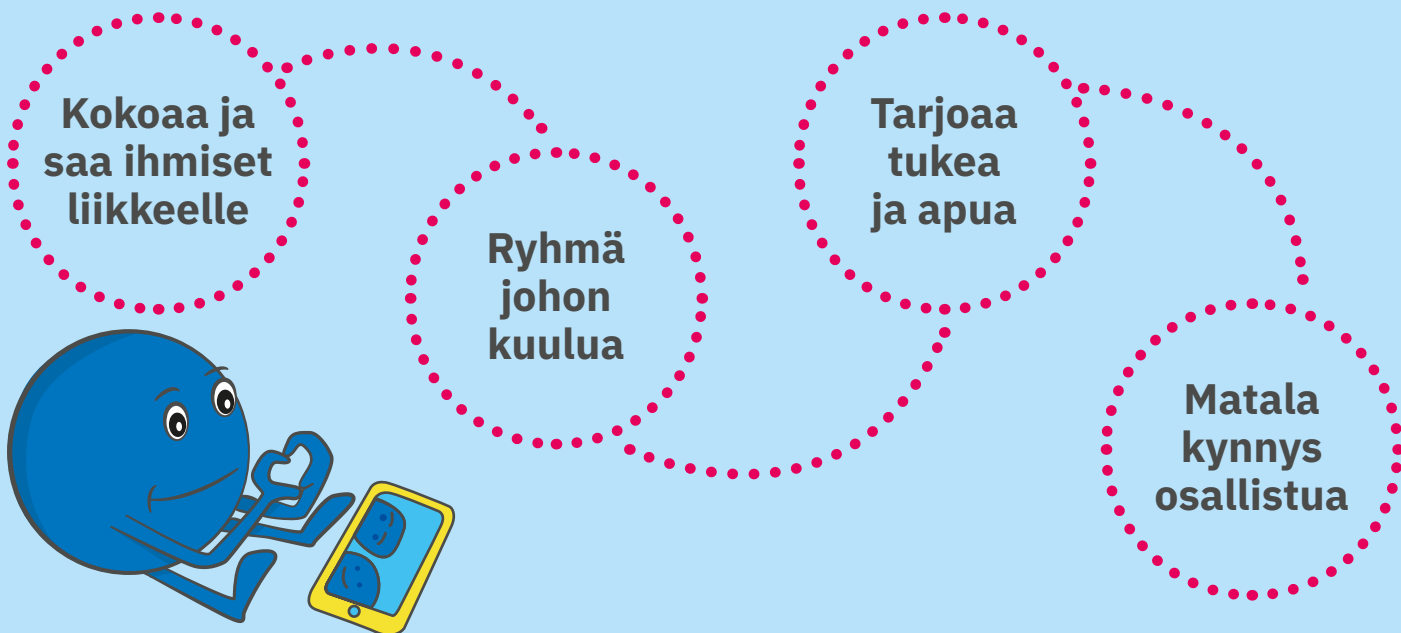 Kokoaa ja
saa ihmiset
liikkeelle
Ryhmä
johon
kuulua
Tarjoaa
tukea
ja apua
Matala
kynnys
osallistua